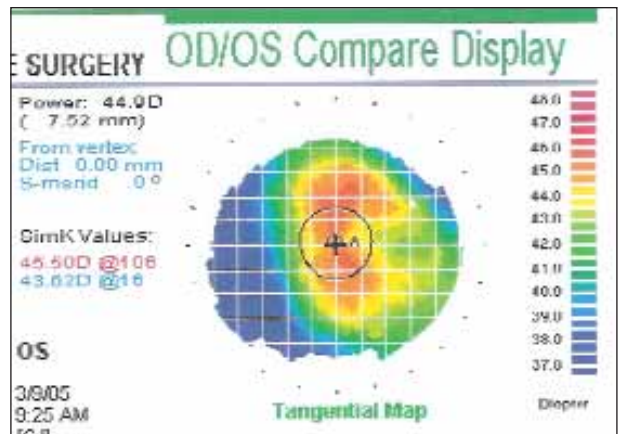 E SURGERY
OD/OS Compare Display
Power: 44.9D
( 7.52 mm)
From vertex
Dist 0.00 mm
S-merid .0°
SimK Values:
45.50D @106
43.62D @16
OS
3/9/05
9:25 AM
48.0
47.0
46.0
45.0
44.0
43.0
42.0
41.0
40.0
39.0
38.0
37.0
Diopter
Tangential Map